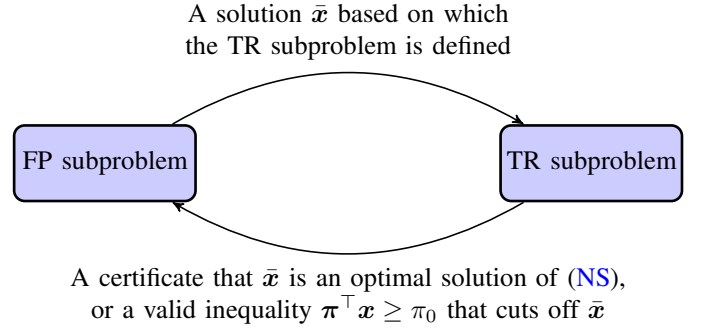 A solution x̄ based on which
the TR subproblem is defined
FP subproblem
TR subproblem
A certificate that x̄ is an optimal solution of (NS),
or a valid inequality π⊤x ≥ π₀ that cuts off x̄